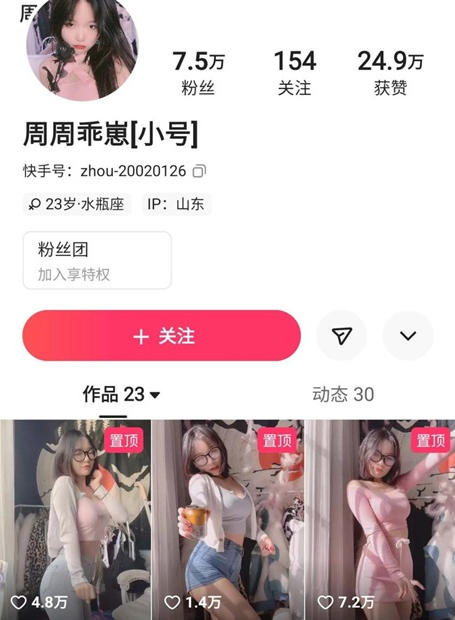 周
7.5万 154 24.9万
粉丝 关注 获赞
周周乖崽[小号]
快手号：zhou-20020126
23岁·水瓶座 IP：山东
粉丝团
加入享特权
+ 关注
作品 23 动态 30
置顶 置顶 置顶
4.8万 1.4万 7.2万